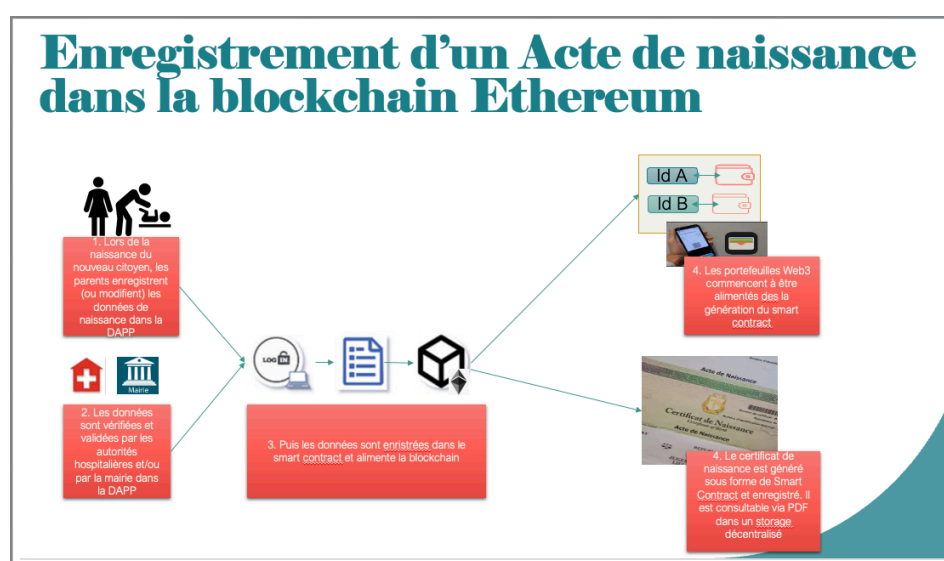 Enregistrement d'un Acte de naissance
dans la blockchain Ethereum
1. Lors de la
naissance du
nouveau citoyen, les
parents enregistrent
(ou modifient) les
données de
naissance dans la
DAPP
Mairie
2. Les données
sont vérifiées et
validées par les
autorités
hospitalières et/ou
par la mairie dans
la DAPP
LOG IN
3. Puis les données sont enristrées dans le
smart contract et alimente la blockchain
Id A
Id B
4. Les portefeuilles Web3
commencent à être
alimentés des la
génération du smart
contract
Acte de Naissance
Certificat de Naissance
Acte de Naissance
4. Le certificat de
naissance est généré
sous forme de Smart
Contract et enregistré. Il
est consultable via PDF
dans un storage
décentralisé